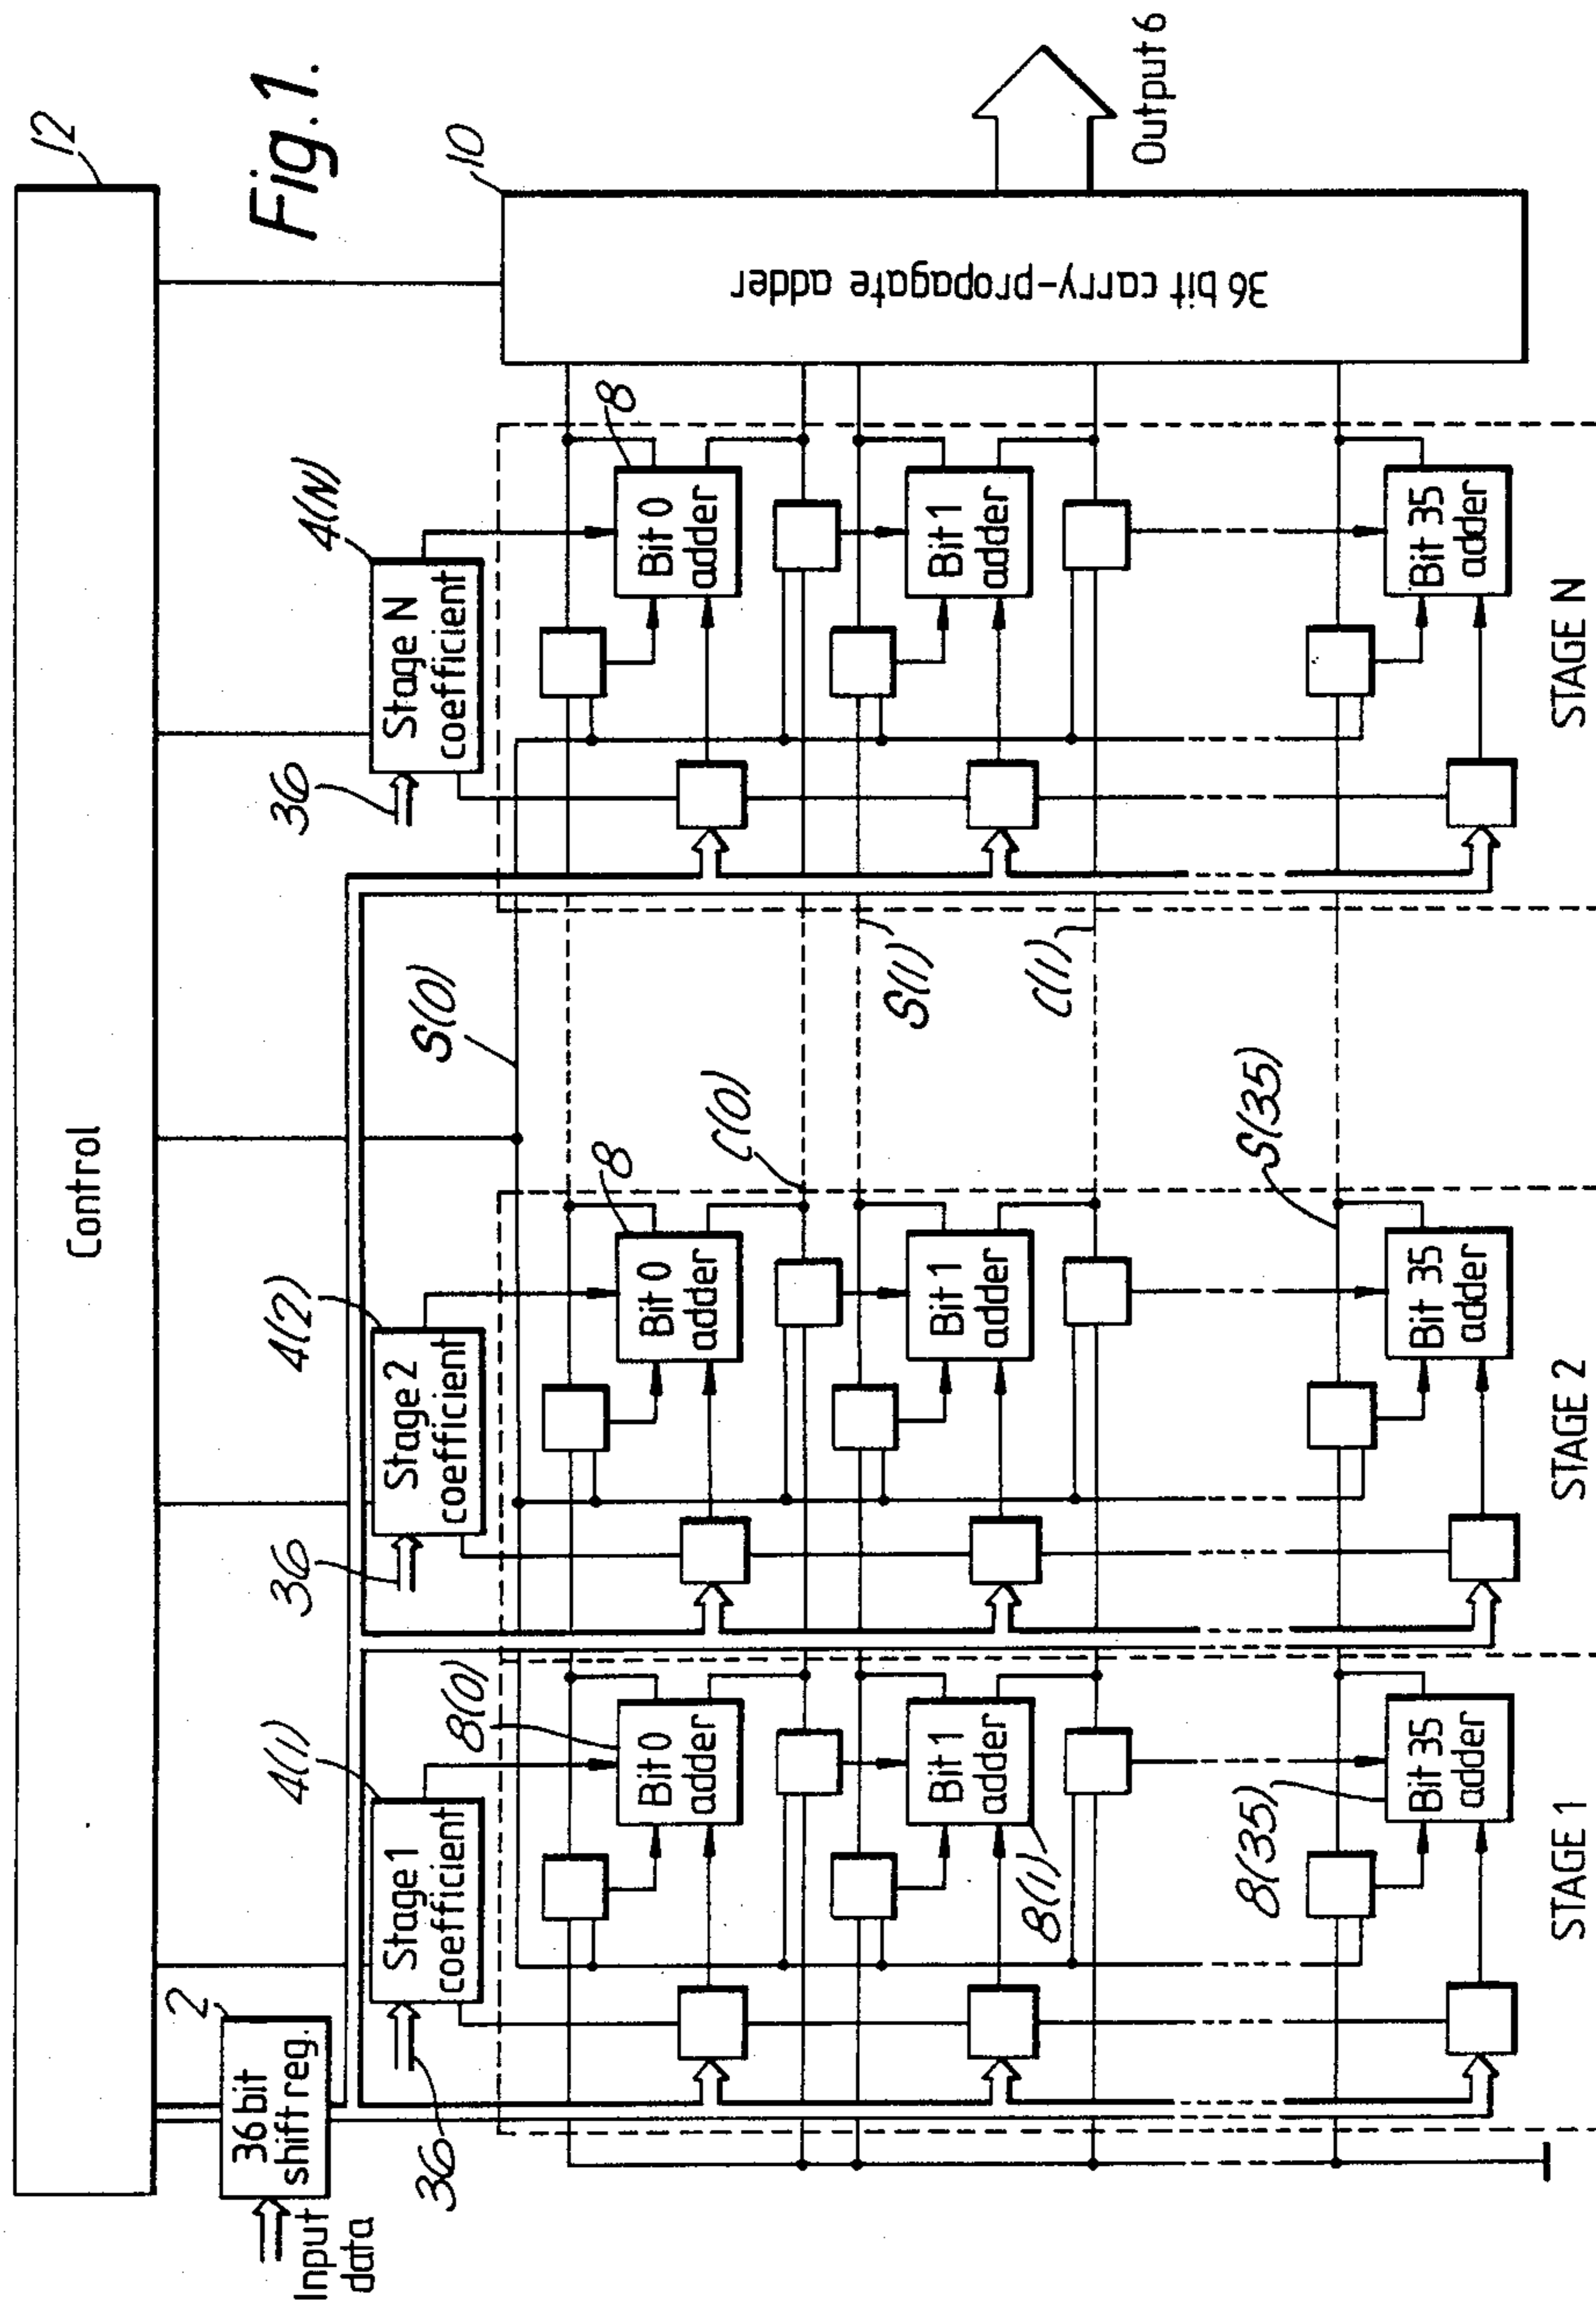 Fig. 1.
12
Control
2
36 bit
shift reg.
Input
data
36
4(1)
Stage 1
coefficient
36
4(2)
Stage 2
coefficient
36
4(N)
Stage N
coefficient
S(0)
10
36 bit carry-propagate adder
Output 6
8(0)
Bit 0
adder
8
Bit 0
adder
8
Bit 0
adder
C(0)
S(1)
8(1)
Bit 1
adder
Bit 1
adder
Bit 1
adder
C(1)
S(35)
8(35)
Bit 35
adder
Bit 35
adder
Bit 35
adder
STAGE 1
STAGE 2
STAGE N